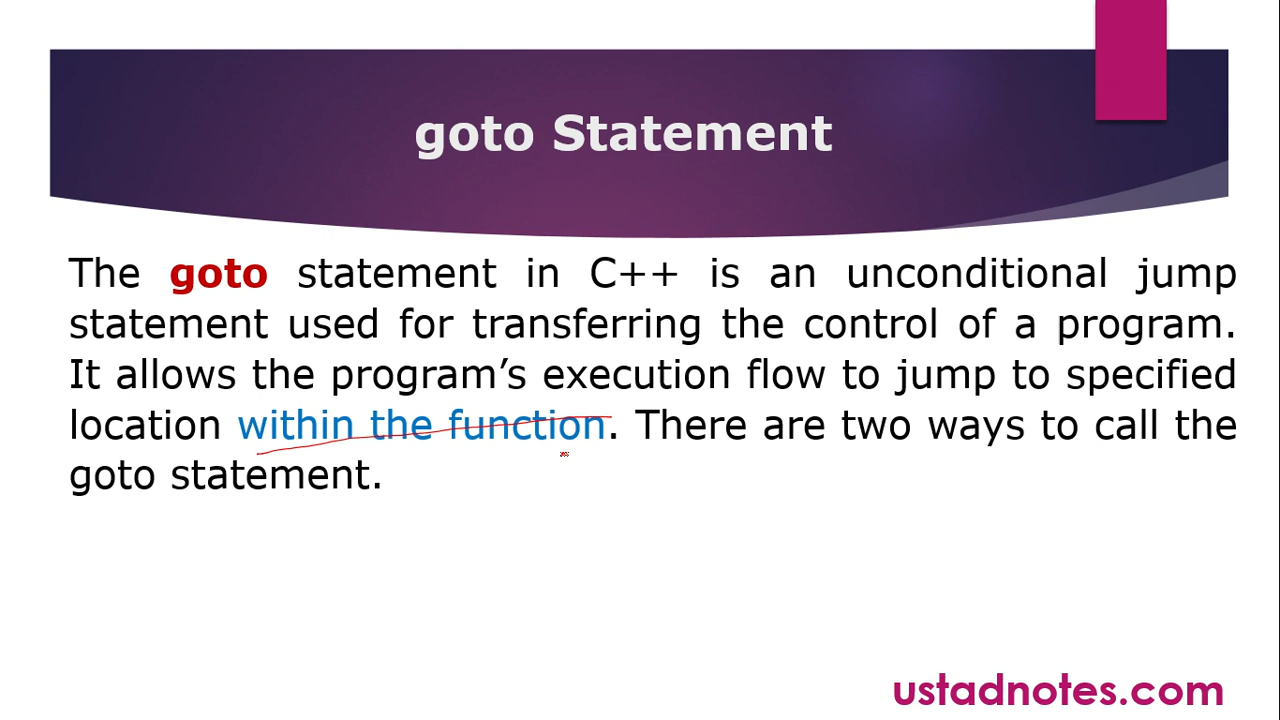 goto Statement
The goto statement in C++ is an unconditional jump
statement used for transferring the control of a program.
It allows the program’s execution flow to jump to specified
location within the function. There are two ways to call the
goto statement.
ustadnotes.com